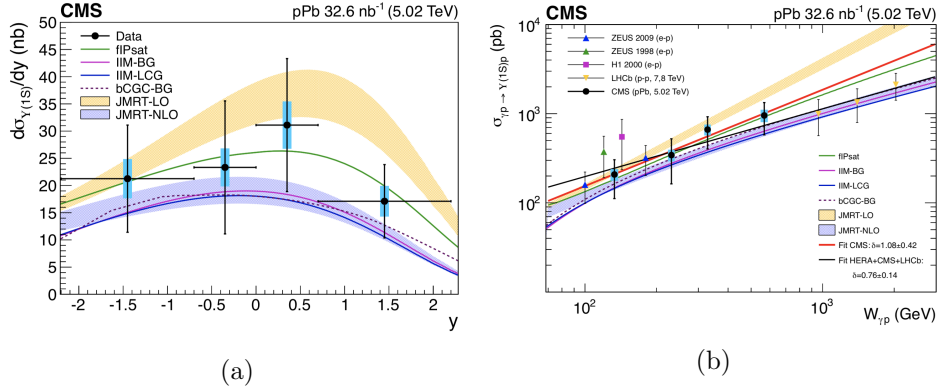 CMS
pPb 32.6 nb⁻¹ (5.02 TeV)
dσ_Υ(1S)/dy (nb)
50
45
40
35
30
25
20
15
10
5
0
Data
fIPsat
IIM-BG
IIM-LCG
bCGC-BG
JMRT-LO
JMRT-NLO
-2 -1.5 -1 -0.5 0 0.5 1 1.5 2
y
(a)
CMS
pPb 32.6 nb⁻¹ (5.02 TeV)
σ_γp→Υ(1S)p (pb)
10⁴
10³
10²
10
ZEUS 2009 (e-p)
ZEUS 1998 (e-p)
H1 2000 (e-p)
LHCb (p-p, 7,8 TeV)
CMS (pPb, 5.02 TeV)
fIPsat
IIM-BG
IIM-LCG
bCGC-BG
JMRT-LO
JMRT-NLO
Fit CMS: δ=1.08±0.42
Fit HERA+CMS+LHCb:
δ=0.76±0.14
10² 10³
W_γp (GeV)
(b)